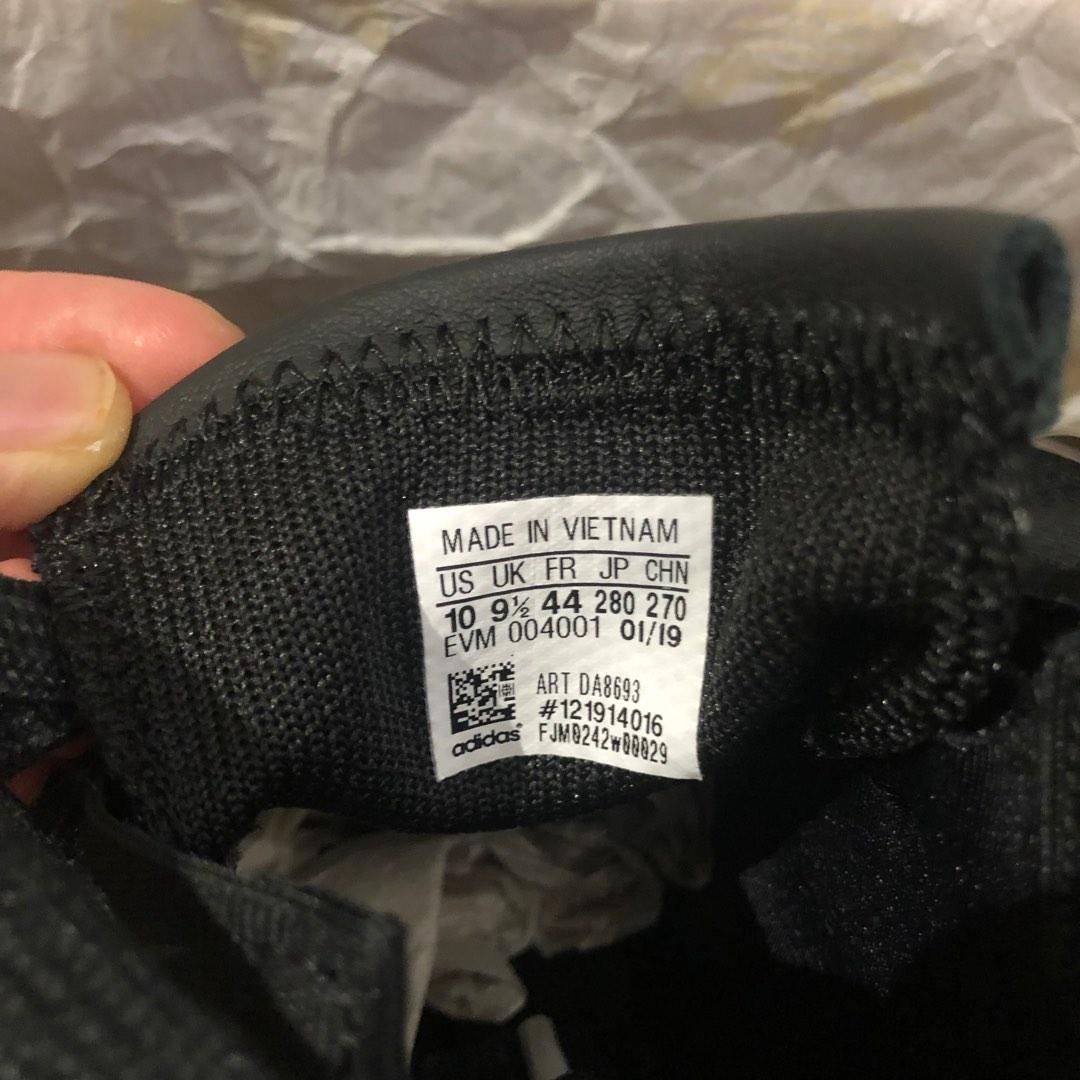 MADE IN VIETNAM
US UK FR JP CHN
10 9½ 44 280 270
EVM 004001 01/19
ART DA8693
#121914016
adidas FJM0242W00029